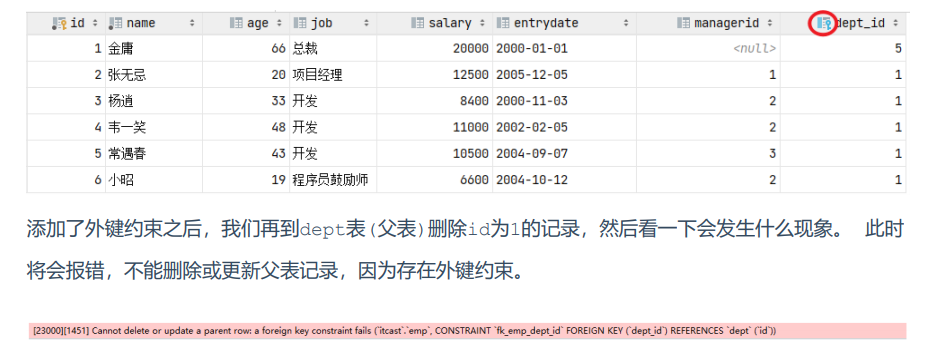 id name age job salary entrydate managerid dept_id
1 金庸 66 总裁 20000 2000-01-01 <null> 5
2 张无忌 20 项目经理 12500 2005-12-05 1 1
3 杨逍 33 开发 8400 2000-11-03 2 1
4 韦一笑 48 开发 11000 2002-02-05 2 1
5 常遇春 43 开发 10500 2004-09-07 3 1
6 小昭 19 程序员鼓励师 6600 2004-10-12 2 1
添加了外键约束之后，我们再到dept表(父表)删除id为1的记录，然后看一下会发生什么现象。 此时
将会报错，不能删除或更新父表记录，因为存在外键约束。
[23000][1451] Cannot delete or update a parent row: a foreign key constraint fails (`itcast`.`emp`, CONSTRAINT `fk_emp_dept_id` FOREIGN KEY (`dept_id`) REFERENCES `dept` (`id`))